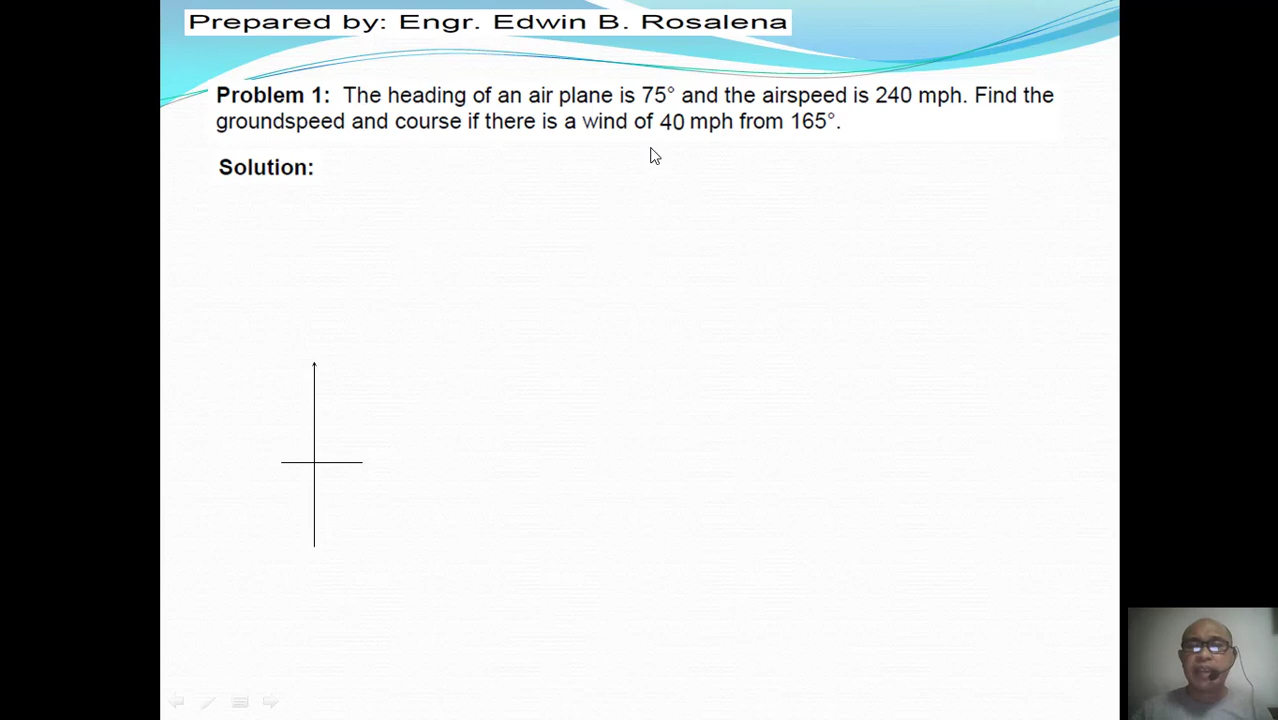 Prepared by: Engr. Edwin B. Rosalena
Problem 1: The heading of an air plane is 75° and the airspeed is 240 mph. Find the
groundspeed and course if there is a wind of 40 mph from 165°.
Solution: